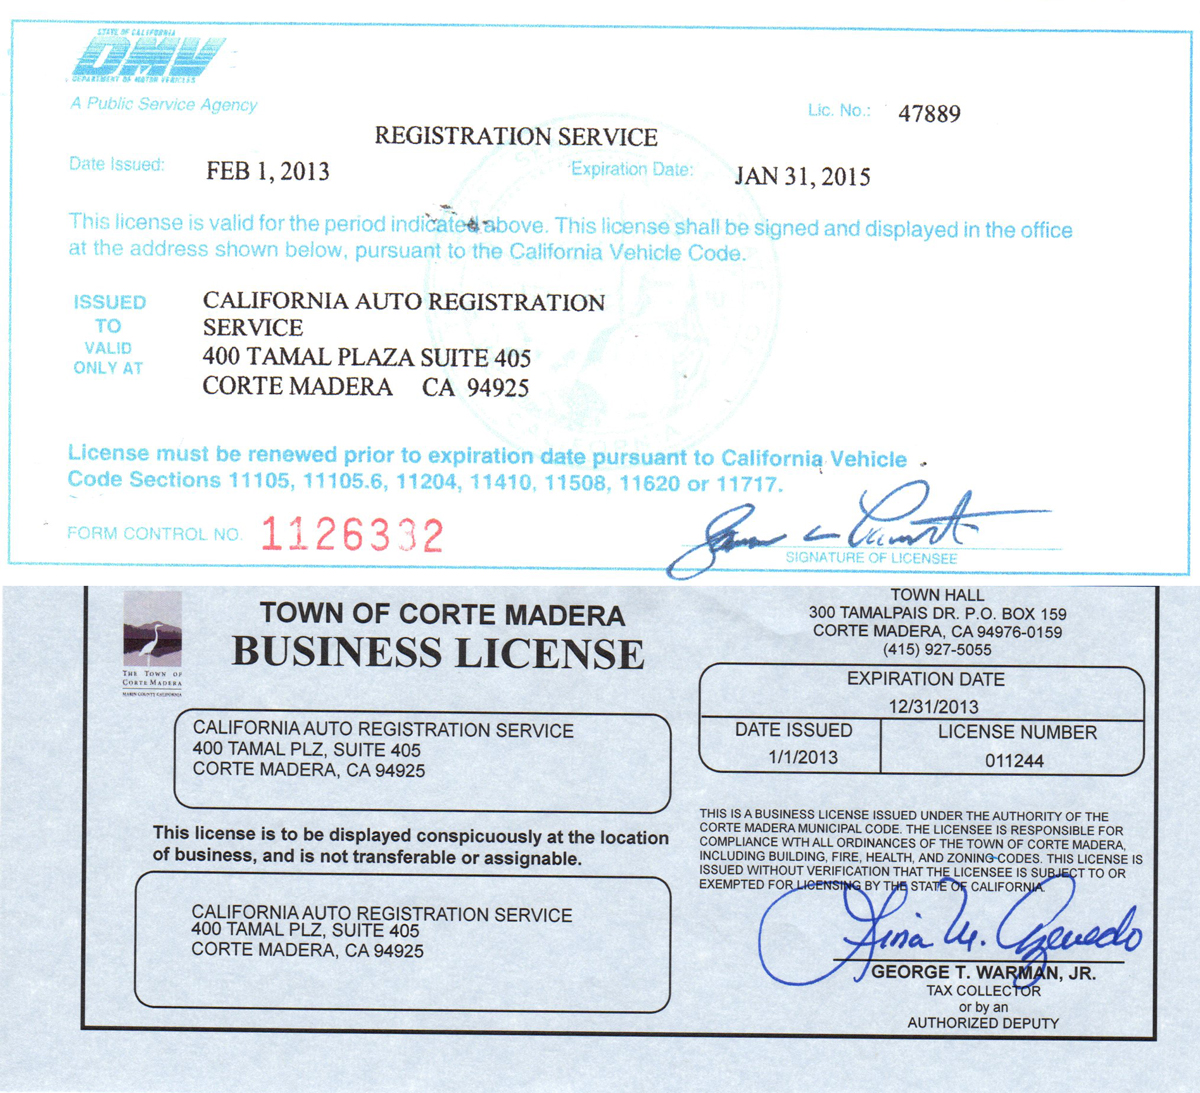 STATE OF CALIFORNIA
DMV
DEPARTMENT OF MOTOR VEHICLES
A Public Service Agency
Lic. No.: 47889
REGISTRATION SERVICE
Date Issued: FEB 1, 2013 Expiration Date: JAN 31, 2015
This license is valid for the period indicated above. This license shall be signed and displayed in the office
at the address shown below, pursuant to the California Vehicle Code.
ISSUED
TO
VALID
ONLY AT
CALIFORNIA AUTO REGISTRATION
SERVICE
400 TAMAL PLAZA SUITE 405
CORTE MADERA CA 94925
License must be renewed prior to expiration date pursuant to California Vehicle
Code Sections 11105, 11105.6, 11204, 11410, 11508, 11620 or 11717.
FORM CONTROL NO. 1126332
SIGNATURE OF LICENSEE
THE TOWN OF
CORTE MADERA
MARIN COUNTY CALIFORNIA
TOWN OF CORTE MADERA
BUSINESS LICENSE
TOWN HALL
300 TAMALPAIS DR. P.O. BOX 159
CORTE MADERA, CA 94976-0159
(415) 927-5055
EXPIRATION DATE
12/31/2013
DATE ISSUED
1/1/2013
LICENSE NUMBER
011244
CALIFORNIA AUTO REGISTRATION SERVICE
400 TAMAL PLZ, SUITE 405
CORTE MADERA, CA 94925
This license is to be displayed conspicuously at the location
of business, and is not transferable or assignable.
CALIFORNIA AUTO REGISTRATION SERVICE
400 TAMAL PLZ, SUITE 405
CORTE MADERA, CA 94925
THIS IS A BUSINESS LICENSE ISSUED UNDER THE AUTHORITY OF THE
CORTE MADERA MUNICIPAL CODE. THE LICENSEE IS RESPONSIBLE FOR
COMPLIANCE WTH ALL ORDINANCES OF THE TOWN OF CORTE MADERA,
INCLUDING BUILDING, FIRE, HEALTH, AND ZONING CODES. THIS LICENSE IS
ISSUED WITHOUT VERIFICATION THAT THE LICENSEE IS SUBJECT TO OR
EXEMPTED FOR LICENSING BY THE STATE OF CALIFORNIA.
Gina M. Azevedo
GEORGE T. WARMAN, JR.
TAX COLLECTOR
or by an
AUTHORIZED DEPUTY